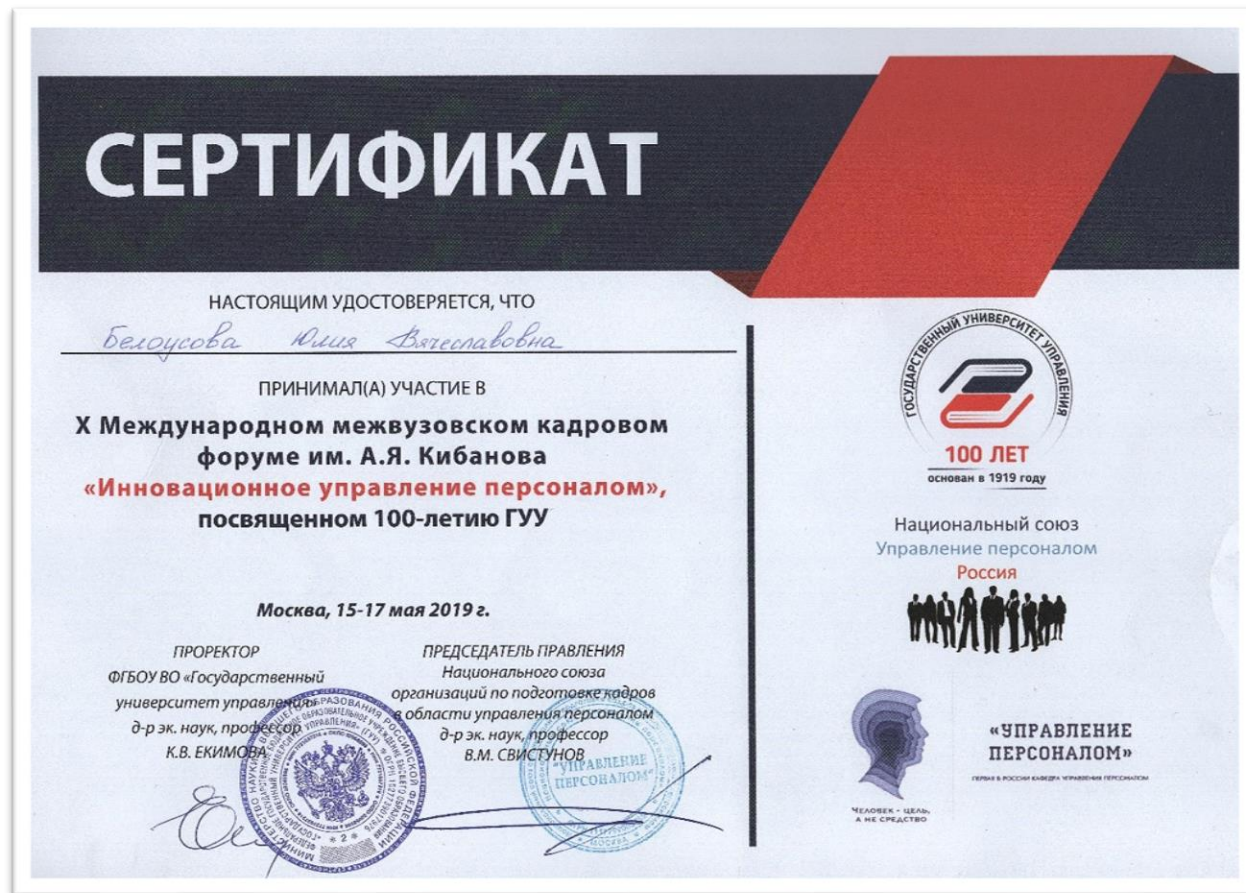 СЕРТИФИКАТ
НАСТОЯЩИМ УДОСТОВЕРЯЕТСЯ, ЧТО
Белоусова Юлия Вячеславовна
ПРИНИМАЛ(А) УЧАСТИЕ В
X Международном межвузовском кадровом
форуме им. А.Я. Кибанова
«Инновационное управление персоналом»,
посвященном 100-летию ГУУ
Москва, 15-17 мая 2019 г.
ПРОРЕКТОР
ФГБОУ ВО «Государственный
университет управления»
д-р эк. наук, профессор
К.В. ЕКИМОВА
ПРЕДСЕДАТЕЛЬ ПРАВЛЕНИЯ
Национального союза
организаций по подготовке кадров
в области управления персоналом
д-р эк. наук, профессор
В.М. СВИСТУНОВ
"УПРАВЛЕНИЕ
ПЕРСОНАЛОМ"
МОСКВА
ГОСУДАРСТВЕННЫЙ УНИВЕРСИТЕТ УПРАВЛЕНИЯ
100 ЛЕТ
основан в 1919 году
Национальный союз
Управление персоналом
Россия
«УПРАВЛЕНИЕ
ПЕРСОНАЛОМ»
ПЕРВАЯ В РОССИИ КАФЕДРА УПРАВЛЕНИЯ ПЕРСОНАЛОМ
ЧЕЛОВЕК - ЦЕЛЬ,
А НЕ СРЕДСТВО